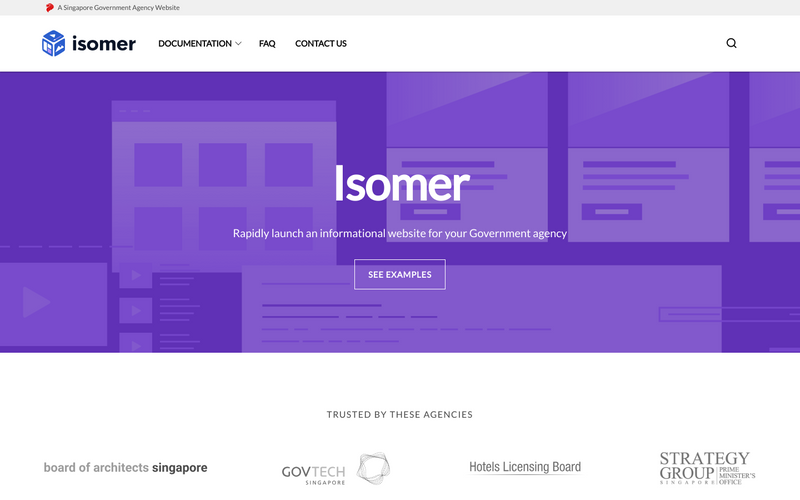 A Singapore Government Agency Website
isomer
DOCUMENTATION
FAQ
CONTACT US
Isomer
Rapidly launch an informational website for your Government agency
SEE EXAMPLES
TRUSTED BY THESE AGENCIES
board of architects singapore
GOVTECH
SINGAPORE
Hotels Licensing Board
STRATEGY
GROUP
PRIME
MINISTER'S
OFFICE
SINGAPORE